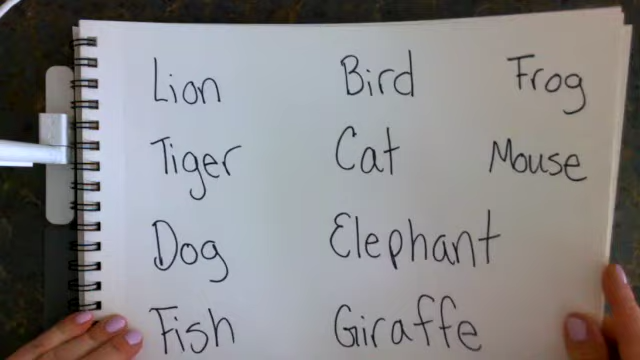 Lion Bird Frog
Tiger Cat Mouse
Dog Elephant
Fish Giraffe